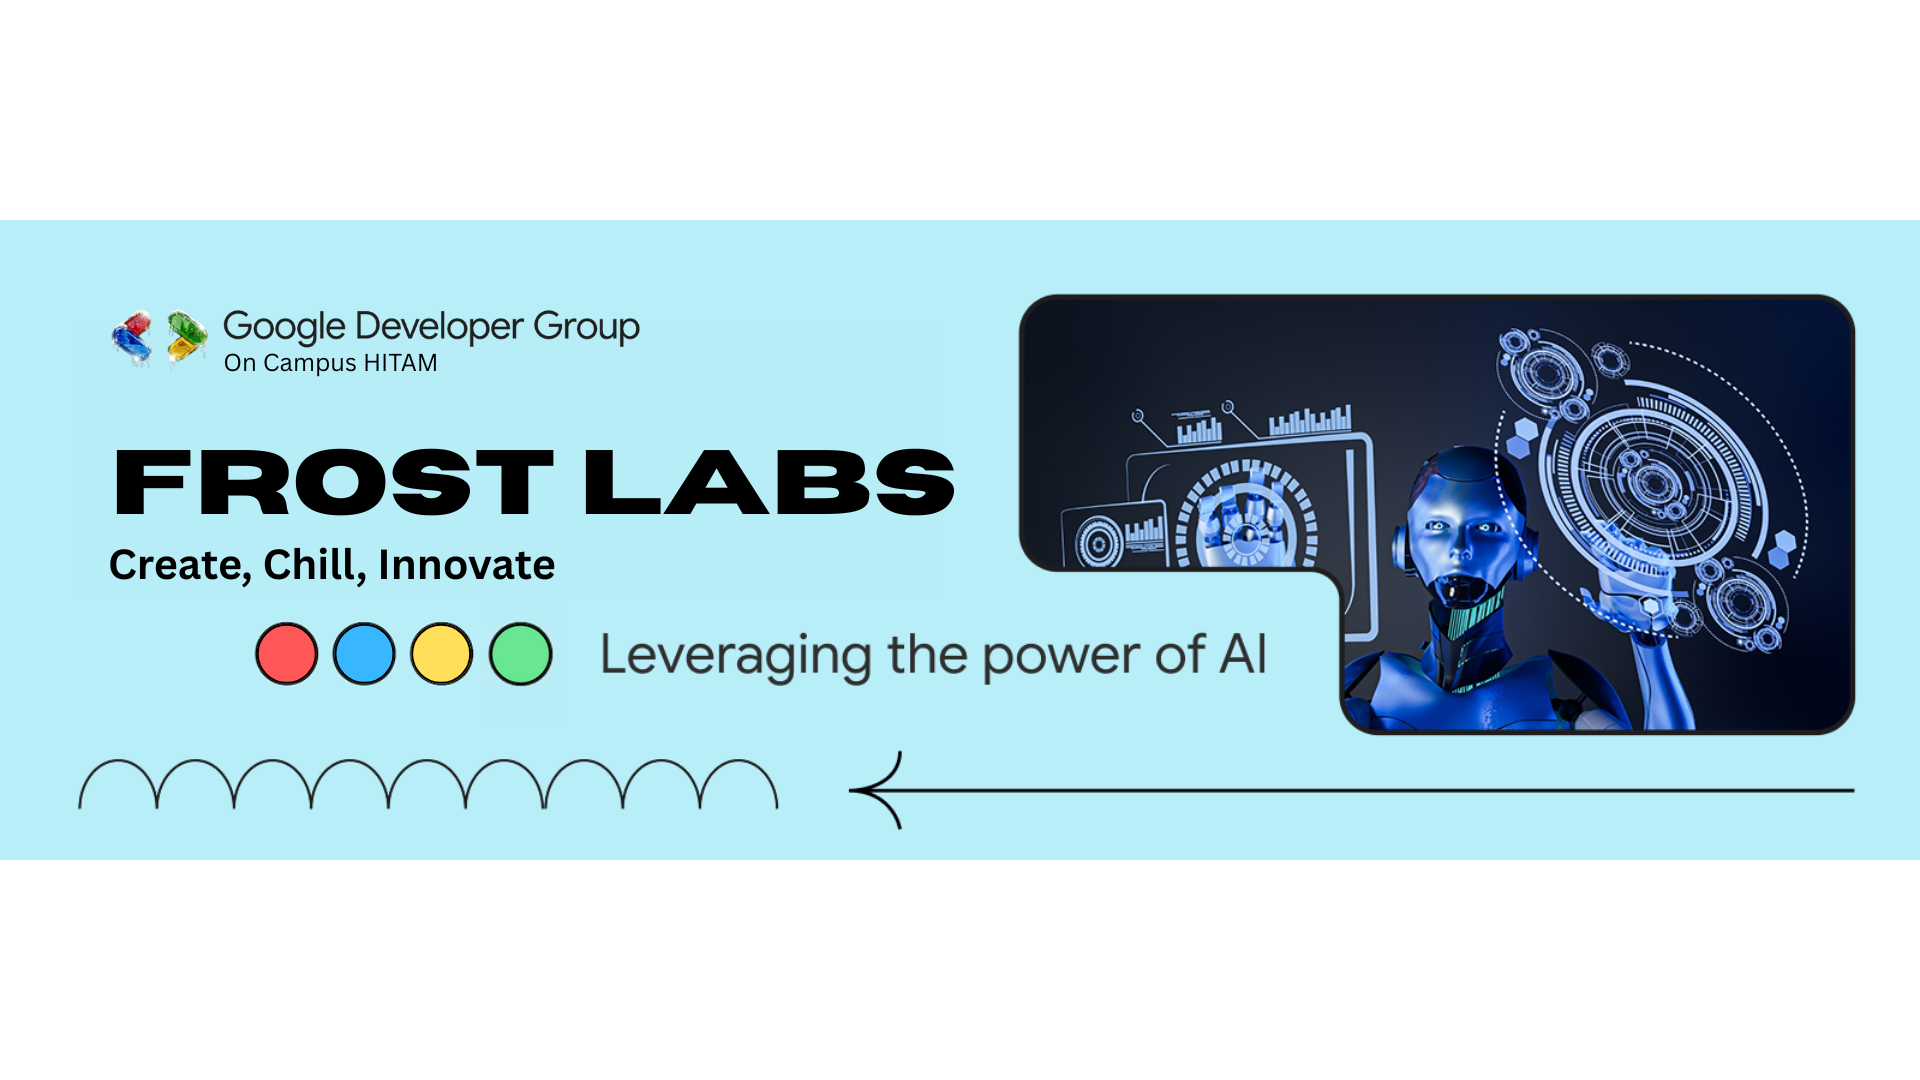 Google Developer Group
On Campus HITAM
FROST LABS
Create, Chill, Innovate
Leveraging the power of AI